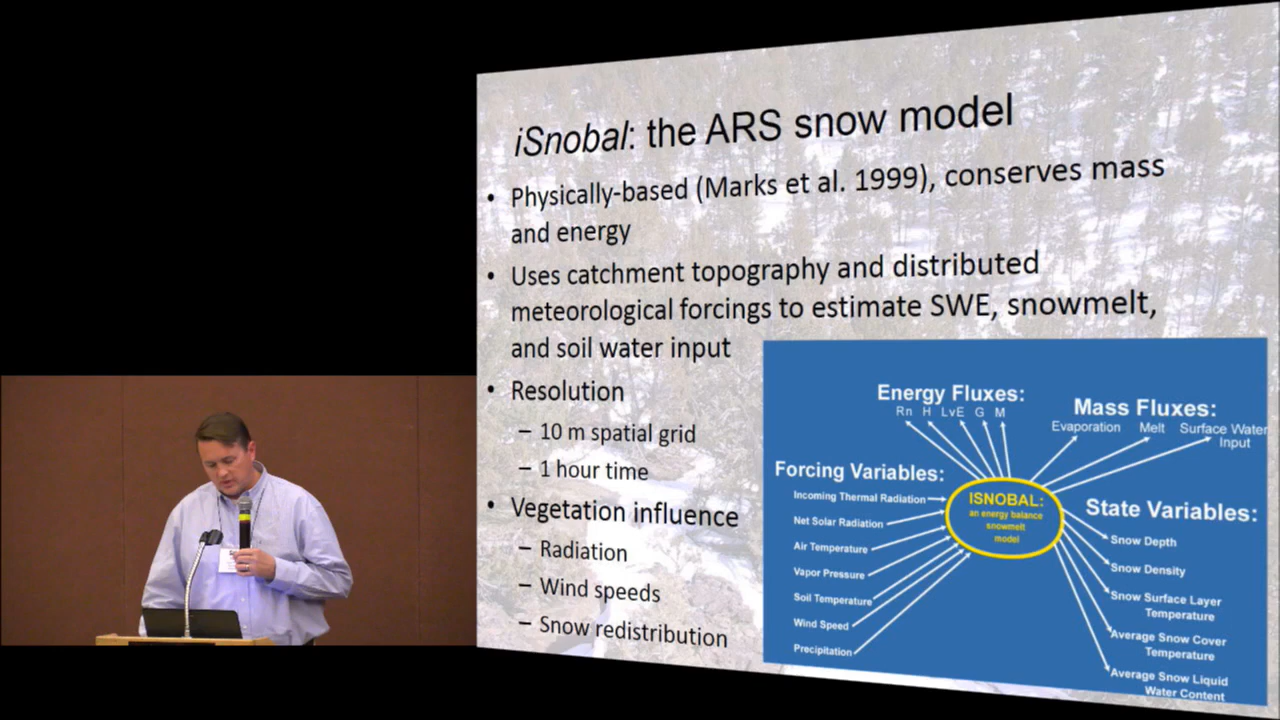 iSnobal: the ARS snow model
• Physically-based (Marks et al. 1999), conserves mass
and energy
• Uses catchment topography and distributed
meteorological forcings to estimate SWE, snowmelt,
and soil water input
• Resolution
– 10 m spatial grid
– 1 hour time
• Vegetation influence
– Radiation
– Wind speeds
– Snow redistribution
Energy Fluxes:
Rn H LvE G M
Mass Fluxes:
Evaporation Melt Surface Water
Input
Forcing Variables:
Incoming Thermal Radiation
Net Solar Radiation
Air Temperature
Vapor Pressure
Soil Temperature
Wind Speed
Precipitation
ISNOBAL:
an energy balance
snowmelt
model
State Variables:
Snow Depth
Snow Density
Snow Surface Layer
Temperature
Average Snow Cover
Temperature
Average Snow Liquid
Water Content